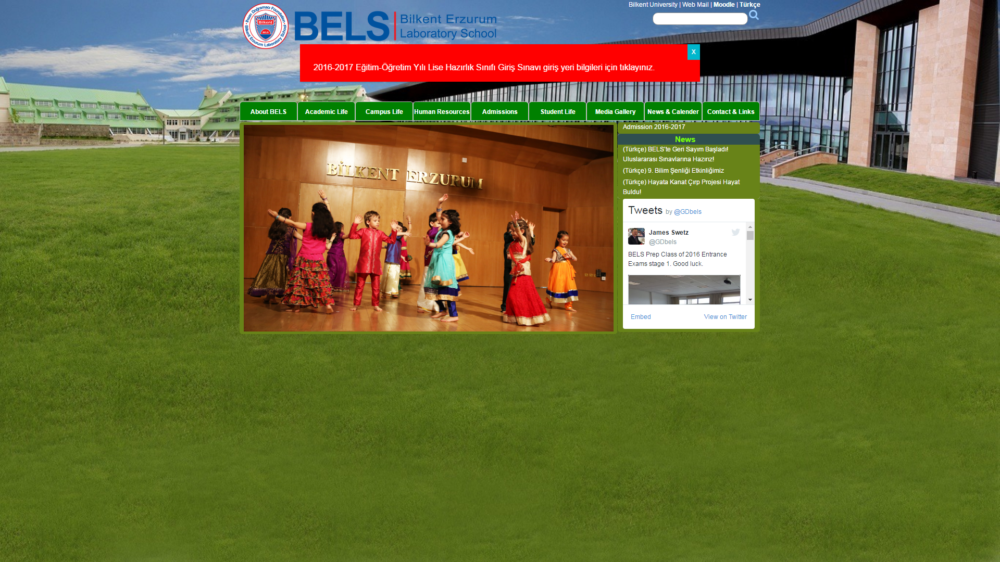 Bilkent University | Web Mail | Moodle | Türkçe
İhsan Doğramacı Foundation
Bilkent
BELS
Bilkent Erzurum Laboratory School
BELS
Bilkent Erzurum
Laboratory School
X
2016-2017 Eğitim-Öğretim Yılı Lise Hazırlık Sınıfı Giriş Sınavı giriş yeri bilgileri için tıklayınız.
About BELS
Academic Life
Campus Life
Human Resources
Admissions
Student Life
Media Gallery
News & Calender
Contact & Links
BİLKENT ERZURUM
Admission 2016-2017
News
(Türkçe) BELS'te Geri Sayım Başladı!
Uluslararası Sınavlarına Hazırız!
(Türkçe) 9. Bilim Şenliği Etkinliğimiz
(Türkçe) Hayata Kanat Çırp Projesi Hayat
Buldu!
Tweets by @GDbels
James Swetz
@GDbels
BELS Prep Class of 2016 Entrance
Exams stage 1. Good luck.
Embed
View on Twitter